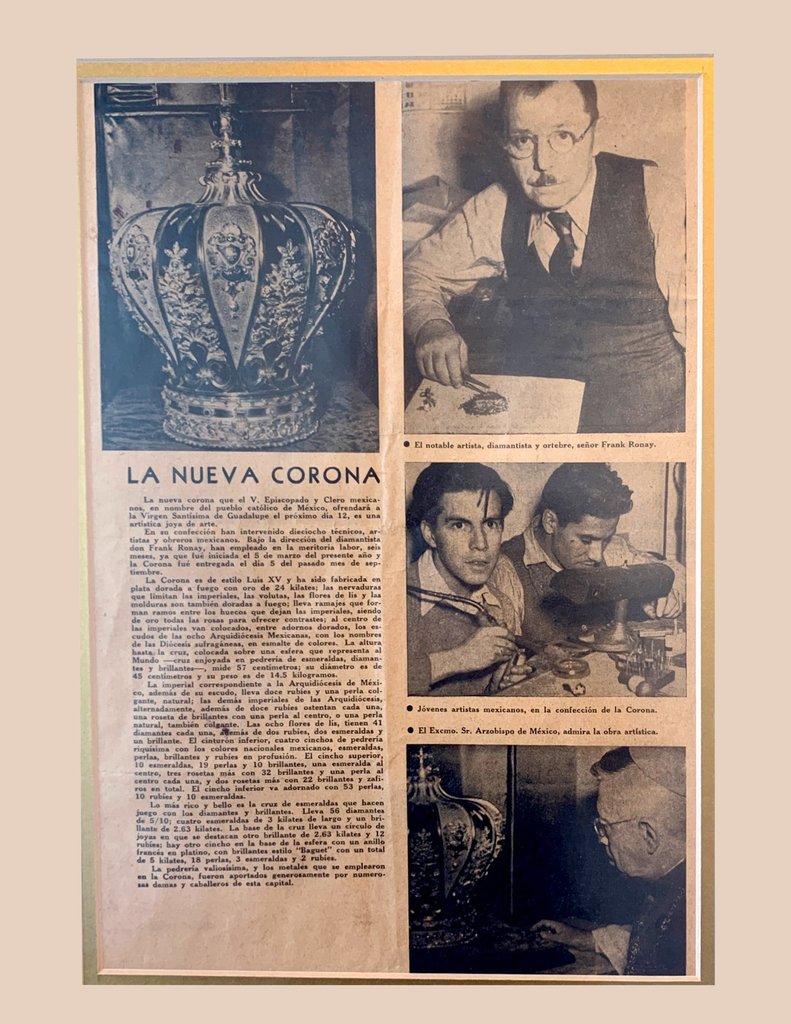 LA NUEVA CORONA
La nueva corona que el V. Episcopado y Clero mexica-
no, en nombre del pueblo católico de México, ofrendará a
la Virgen Santísima de Guadalupe el próximo día 12, es una
artística joya de arte.
En su confección han intervenido dieciocho técnicos, ar-
tistas y obreros mexicanos. Bajo la dirección del diamantista
don Frank Ronay, han empleado en la meritoria labor, seis
meses, ya que fué iniciada el 5 de marzo del presente año y
la Corona fué entregada el día 5 del pasado mes de sep-
tiembre.
La Corona es de estilo Luis XV y ha sido fabricada en
plata dorada a fuego con oro de 24 kilates; las nervaduras
que limitan las imperiales, las volutas, las flores de lis y las
molduras son también doradas a fuego; lleva ramajes que for-
man ramos entre los huecos que dejan las imperiales, siendo
de oro todas las rosas para ofrecer contrastes; al centro de
las imperiales van colocados, entre adornos dorados, los es-
cudos de las ocho Arquidiócesis Mexicanas, con los nombres
de las Diócesis sufragáneas, en esmalte de colores. La altura
hasta la cruz, colocada sobre una esfera que representa al
Mundo —cruz enjoyada en pedrería de esmeraldas, diaman-
tes y brillantes—, mide 57 centímetros; su diámetro es de
45 centímetros y su peso es de 14.5 kilogramos.
La imperial correspondiente a la Arquidiócesis de Méxi-
co, además de su escudo, lleva doce rubíes y una perla col-
gante, natural; las demás imperiales de las Arquidiócesis,
alternadamente, además de doce rubíes ostentan cada una,
una roseta de brillantes con una perla al centro, o una perla
natural, también colgante. Las ocho flores de lis, tienen 41
diamantes cada una, además de dos rubíes, dos esmeraldas y
un brillante. El cinturón inferior, cuatro cinchos de pedrería
riquísima con los colores nacionales mexicanos, esmeraldas,
perlas, brillantes y rubíes en profusión. El cincho superior,
10 esmeraldas, 19 perlas y 10 brillantes, una esmeralda al
centro, tres rosetas más con 32 brillantes y una perla al
centro cada una, y dos rosetas más con 22 brillantes y zafi-
ros en total. El cincho inferior va adornado con 53 perlas,
10 rubíes y 10 esmeraldas.
Lo más rico y bello es la cruz de esmeraldas que hacen
juego con los diamantes y brillantes. Lleva 56 diamantes
de 5/10; cuatro esmeraldas de 3 kilates de largo y un bri-
llante de 2.63 kilates. La base de la cruz lleva un círculo de
joyas en que se destacan otro brillante de 2.63 kilates y 12
rubíes; hay otro cincho en la base de la esfera con un anillo
francés en platino, con brillantes estilo "Baguet" con un total
de 5 kilates, 18 perlas, 3 esmeraldas y 2 rubíes.
La pedrería valiosísima, y los metales que se emplearon
en la Corona, fueron aportados generosamente por numero-
sas damas y caballeros de esta capital.
● El notable artista, diamantista y ortebre, señor Frank Ronay.
● Jóvenes artistas mexicanos, en la confección de la Corona.
● El Excmo. Sr. Arzobispo de México, admira la obra artística.